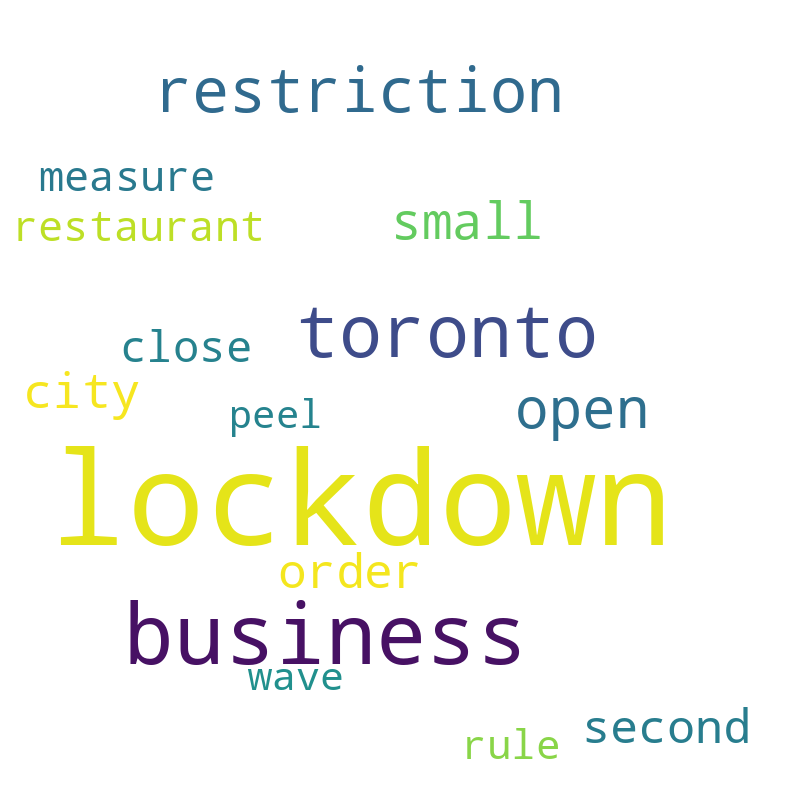 restriction
measure
small
restaurant
toronto
close
city
open
peel
lockdown
order
business
wave
second
rule